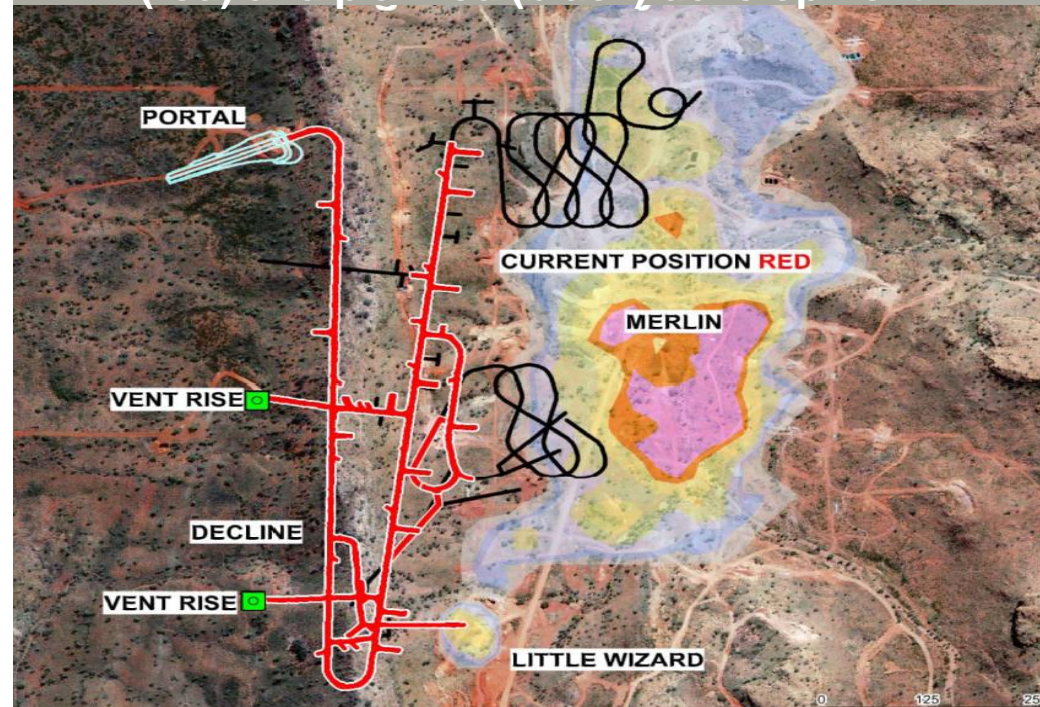 PORTAL
CURRENT POSITION RED
MERLIN
VENT RISE
DECLINE
VENT RISE
LITTLE WIZARD
0 125